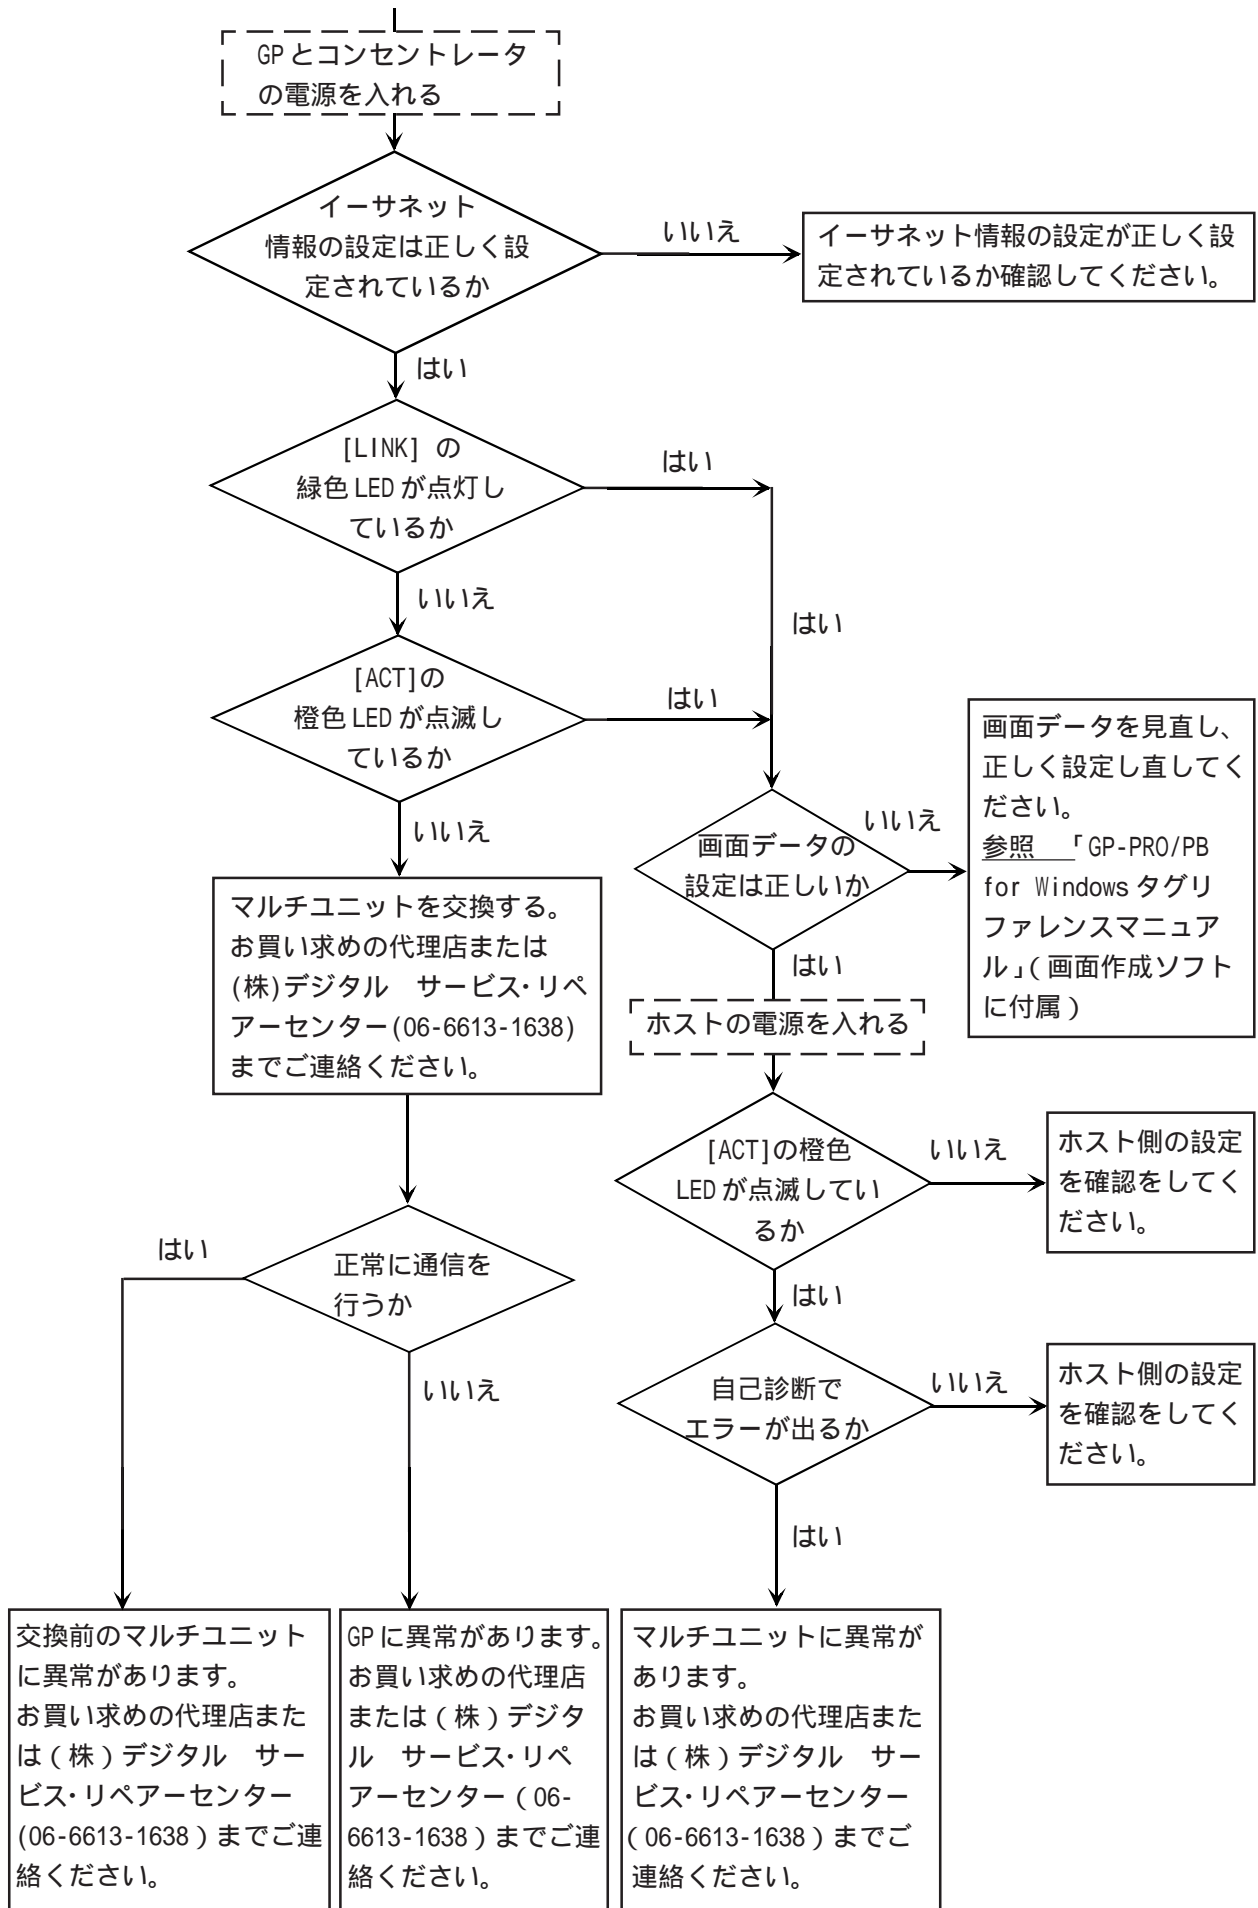 GPとコンセントレータ
の電源を入れる
イーサネット
情報の設定は正しく設
定されているか
いいえ
イーサネット情報の設定が正しく設
定されているか確認してください。
はい
[LINK] の
緑色LEDが点灯し
ているか
はい
いいえ
はい
[ACT]の
橙色LEDが点滅し
ているか
はい
いいえ
画面データの
設定は正しいか
いいえ
画面データを見直し、
正しく設定し直してく
ださい。
参照 「GP-PRO/PB
for Windowsタグリ
ファレンスマニュア
ル」(画面作成ソフト
に付属)
はい
マルチユニットを交換する。
お買い求めの代理店または
(株)デジタル サービス・リペ
アーセンター(06-6613-1638)
までご連絡ください。
ホストの電源を入れる
[ACT]の橙色
LEDが点滅してい
るか
いいえ
ホスト側の設定
を確認をしてく
ださい。
はい
正常に通信を
行うか
はい
いいえ
自己診断で
エラーが出るか
いいえ
ホスト側の設定
を確認をしてく
ださい。
はい
交換前のマルチユニット
に異常があります。
お買い求めの代理店また
は(株)デジタル サー
ビス・リペアーセンター
(06-6613-1638)までご連
絡ください。
GPに異常があります。
お買い求めの代理店
または(株)デジタ
ル サービス・リペ
アーセンター(06-
6613-1638)までご連
絡ください。
マルチユニットに異常が
あります。
お買い求めの代理店また
は(株)デジタル サー
ビス・リペアーセンター
(06-6613-1638)までご
連絡ください。